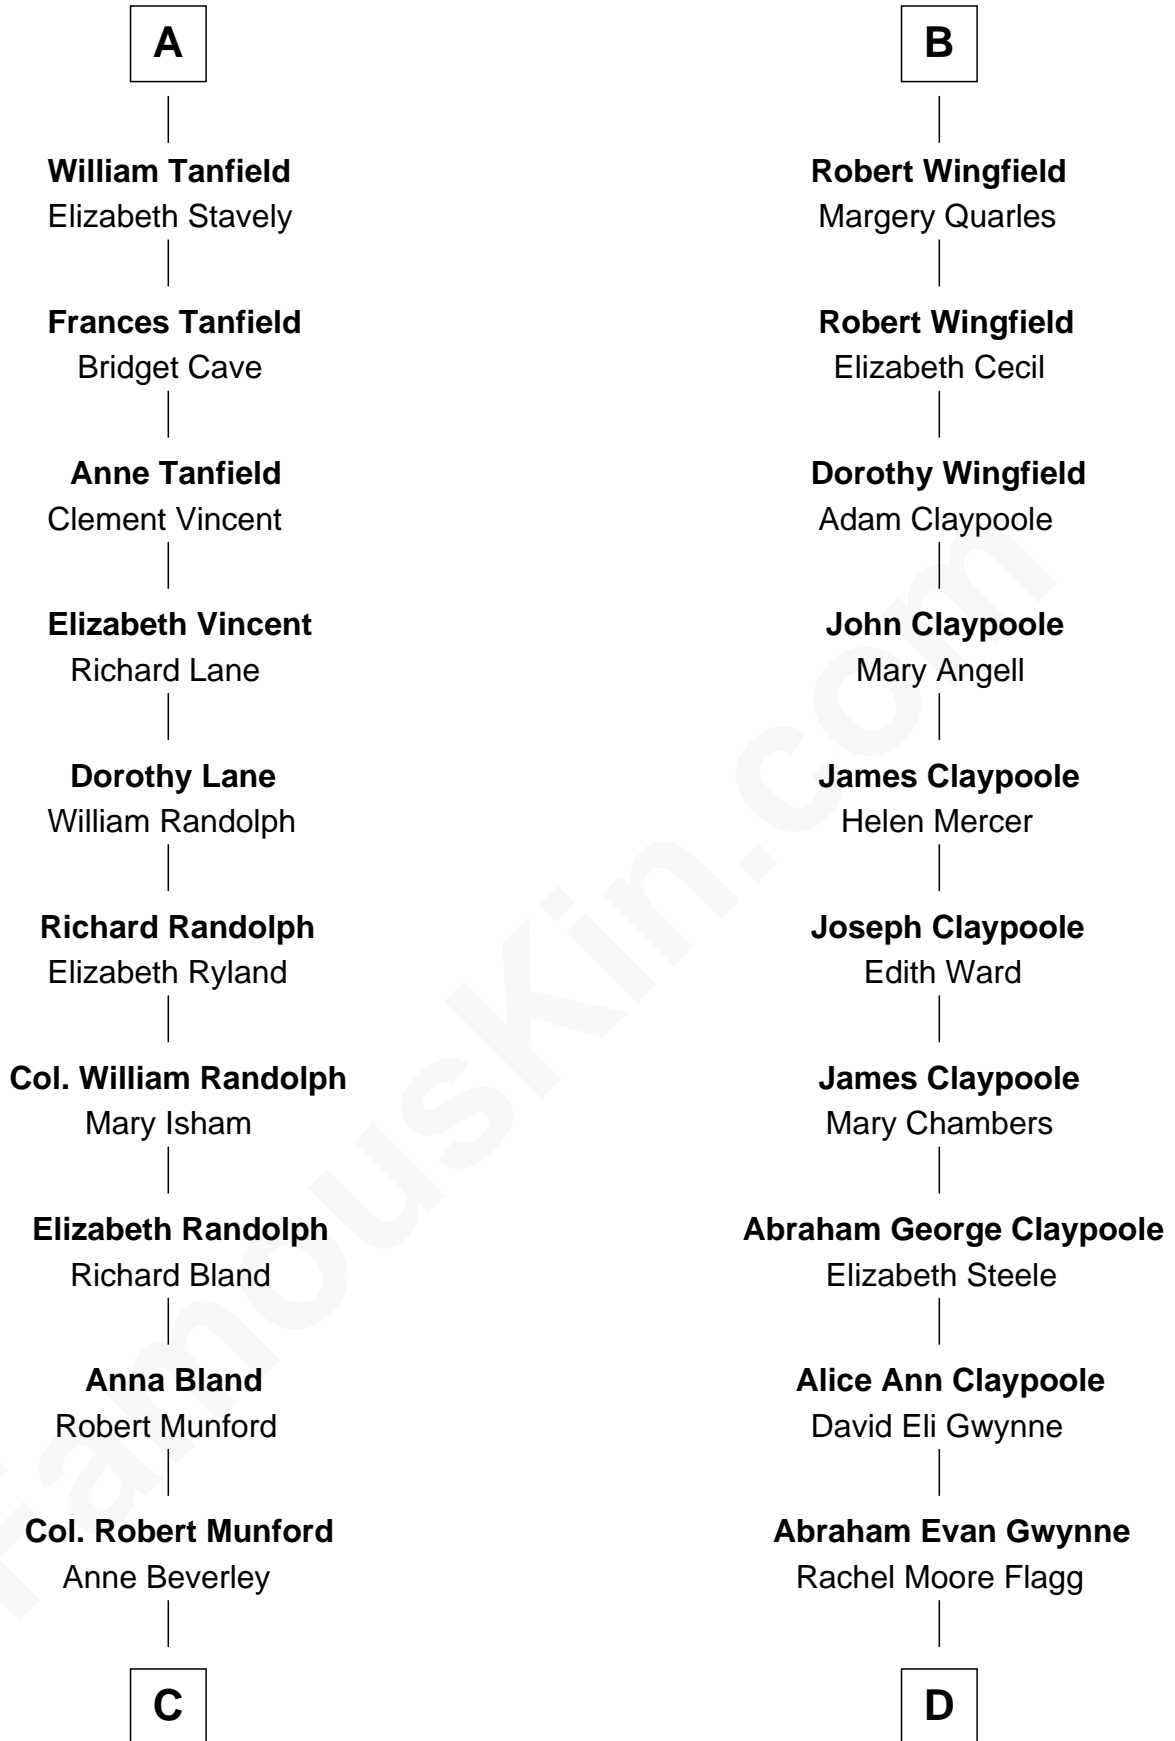 A
William Tanfield
Elizabeth Stavely
Frances Tanfield
Bridget Cave
Anne Tanfield
Clement Vincent
Elizabeth Vincent
Richard Lane
Dorothy Lane
William Randolph
Richard Randolph
Elizabeth Ryland
Col. William Randolph
Mary Isham
Elizabeth Randolph
Richard Bland
Anna Bland
Robert Munford
Col. Robert Munford
Anne Beverley
C
B
Robert Wingfield
Margery Quarles
Robert Wingfield
Elizabeth Cecil
Dorothy Wingfield
Adam Claypoole
John Claypoole
Mary Angell
James Claypoole
Helen Mercer
Joseph Claypoole
Edith Ward
James Claypoole
Mary Chambers
Abraham George Claypoole
Elizabeth Steele
Alice Ann Claypoole
David Eli Gwynne
Abraham Evan Gwynne
Rachel Moore Flagg
D
FamousKin.com